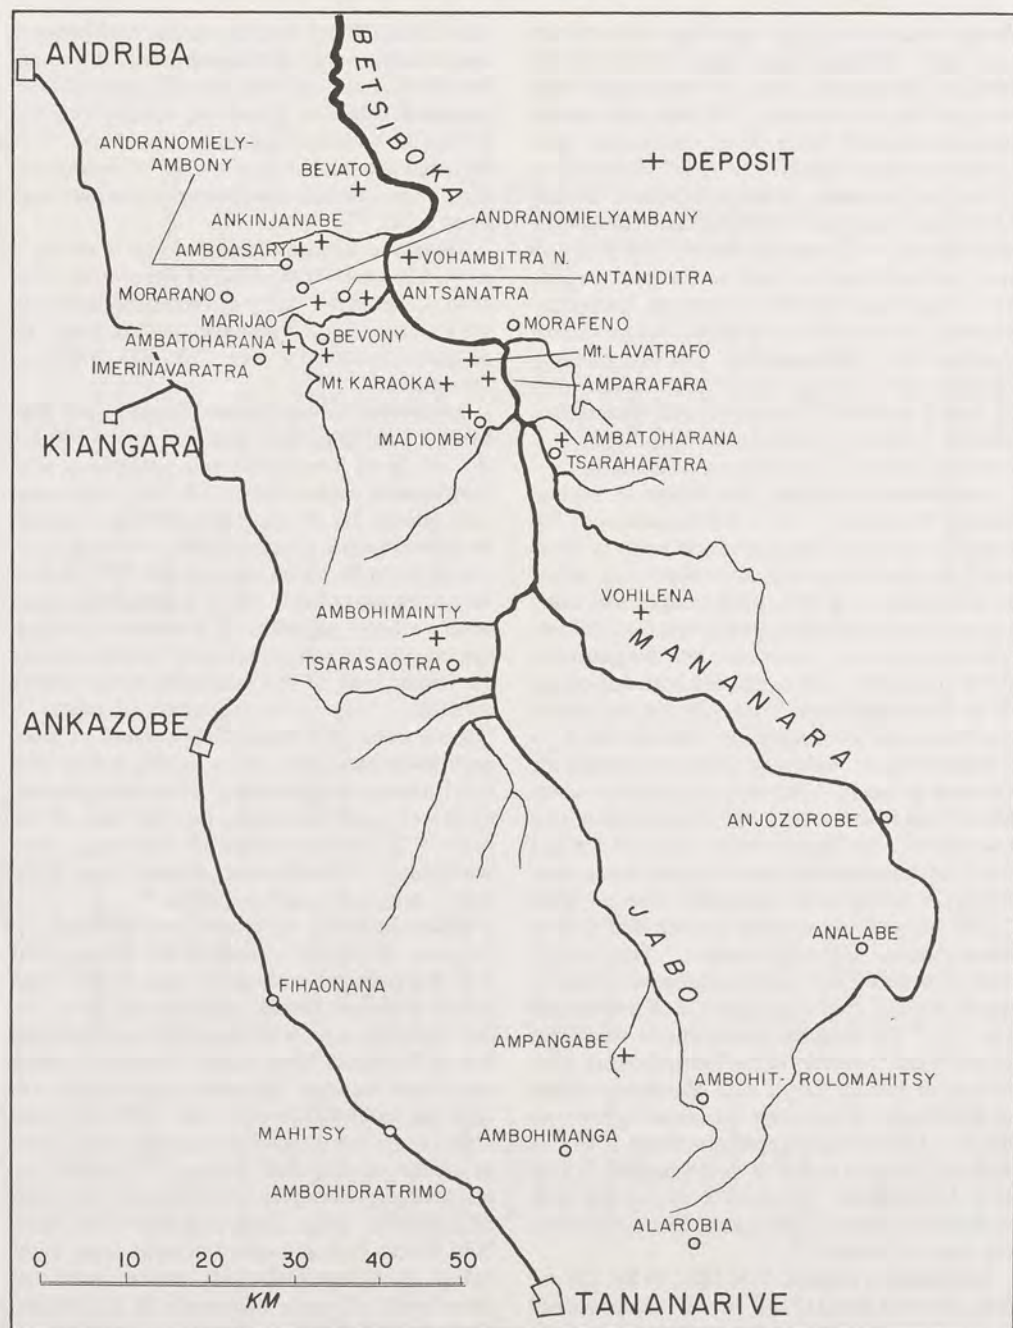 ANDRIBA
BETSIBOKA
ANDRANOMIELY-
AMBONY
BEVATO
+ DEPOSIT
ANKINJANABE
ANDRANOMIELYAMBANY
AMBOASARY
VOHAMBITRA N.
ANTANIDITRA
MORARANO
ANTSANATRA
MARIJAO
MORAFENO
AMBATOHARANA
BEVONY
Mt. LAVATRAFO
IMERINAVARATRA
Mt. KARAOKA
AMPARAFARA
KIANGARA
MADIOMBY
AMBATOHARANA
TSARAHAFATRA
AMBOHIMAINTY
VOHILENA
MANANARA
TSARASAOTRA
ANKAZOBE
ANJOZOROBE
JABO
ANALABE
FIHAONANA
AMPANGABE
AMBOHIT-ROLOMAHITSY
MAHITSY
AMBOHIMANGA
AMBOHIDRATRIMO
ALAROBIA
0 10 20 30 40 50
KM
TANANARIVE